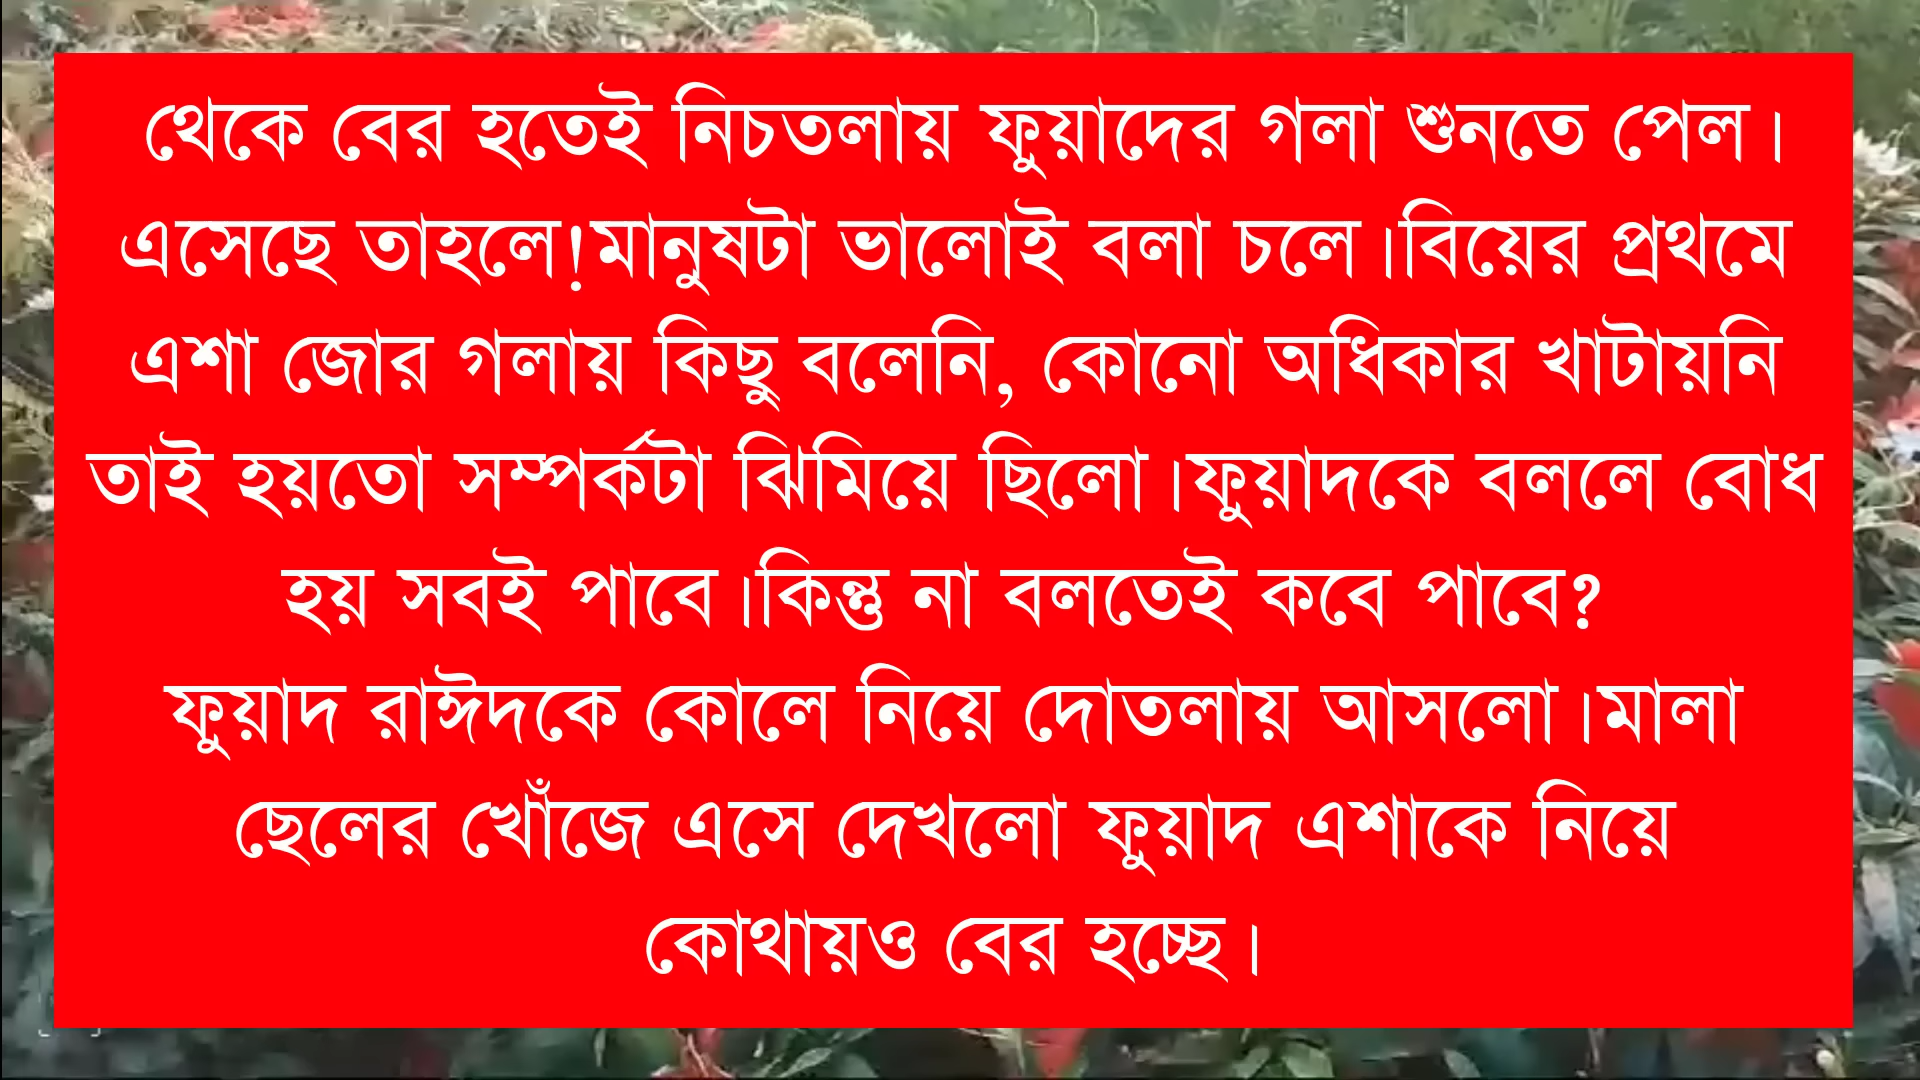 থেকে বের হতেই নিচতলায় ফুয়াদের গলা শুনতে পেল।
এসেছে তাহলে!মানুষটা ভালোই বলা চলে।বিয়ের প্রথমে
এশা জোর গলায় কিছু বলেনি, কোনো অধিকার খাটায়নি
তাই হয়তো সম্পর্কটা ঝিমিয়ে ছিলো।ফুয়াদকে বললে বোধ
হয় সবই পাবে।কিন্তু না বলতেই কবে পাবে?
ফুয়াদ রাঈদকে কোলে নিয়ে দোতলায় আসলো।মালা
ছেলের খোঁজে এসে দেখলো ফুয়াদ এশাকে নিয়ে
কোথায়ও বের হচ্ছে।